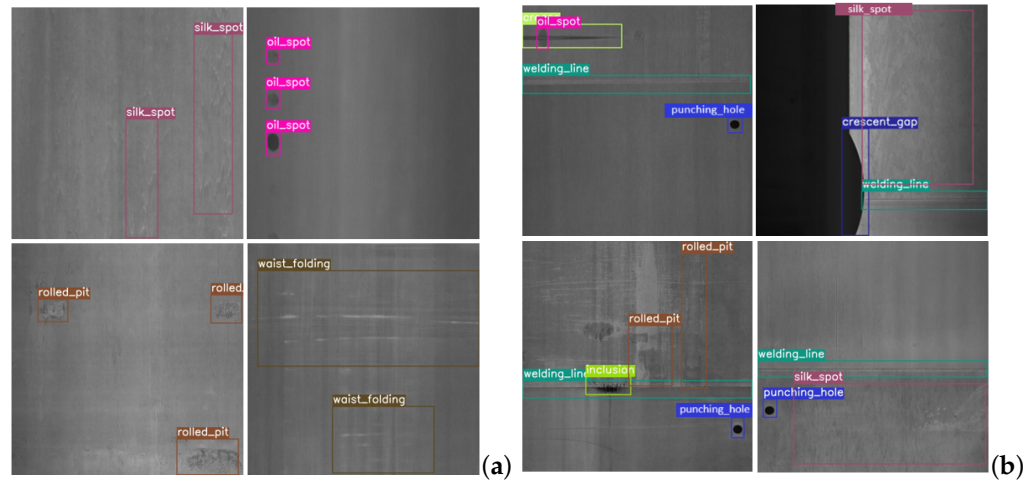 silk_spot
silk_spot
oil_spot
oil_spot
oil_spot
rolled_pit
rolled_
rolled_pit
waist_folding
waist_folding
(a)
oil_spot
welding_line
punching_hole
silk_spot
crescent_gap
welding_line
rolled_pit
rolled_pit
inclusion
welding_line
punching_hole
welding_line
silk_spot
punching_hole
(b)